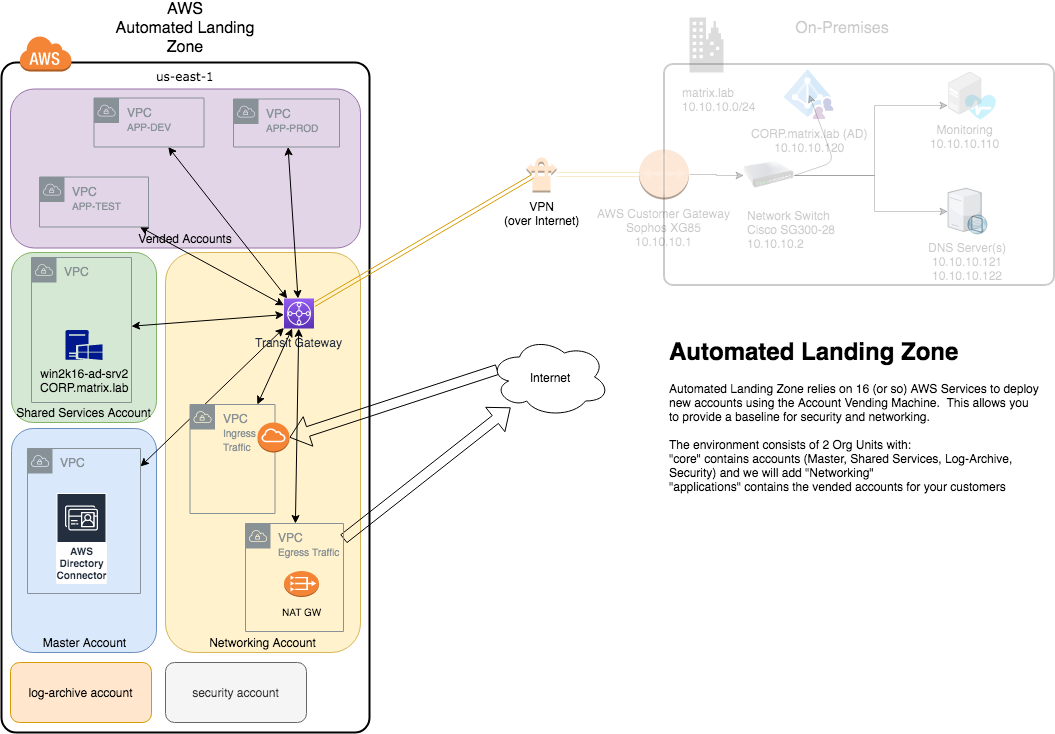 AWS
Automated Landing
Zone
AWS
us-east-1
VPC
APP-DEV
VPC
APP-PROD
VPC
APP-TEST
Vended Accounts
VPC
win2k16-ad-srv2
CORP.matrix.lab
Shared Services Account
Transit Gateway
VPC
Ingress
Traffic
VPC
Egress Traffic
NAT GW
Networking Account
VPC
AWS
Directory
Connector
Master Account
log-archive account
security account
VPN
(over Internet)
Internet
On-Premises
matrix.lab
10.10.10.0/24
CORP.matrix.lab (AD)
10.10.10.120
Monitoring
10.10.10.110
AWS Customer Gateway
Sophos XG85
10.10.10.1
Network Switch
Cisco SG300-28
10.10.10.2
DNS Server(s)
10.10.10.121
10.10.10.122
Automated Landing Zone
Automated Landing Zone relies on 16 (or so) AWS Services to deploy
new accounts using the Account Vending Machine.  This allows you
to provide a baseline for security and networking.
The environment consists of 2 Org Units with:
"core" contains accounts (Master, Shared Services, Log-Archive,
Security) and we will add "Networking"
"applications" contains the vended accounts for your customers